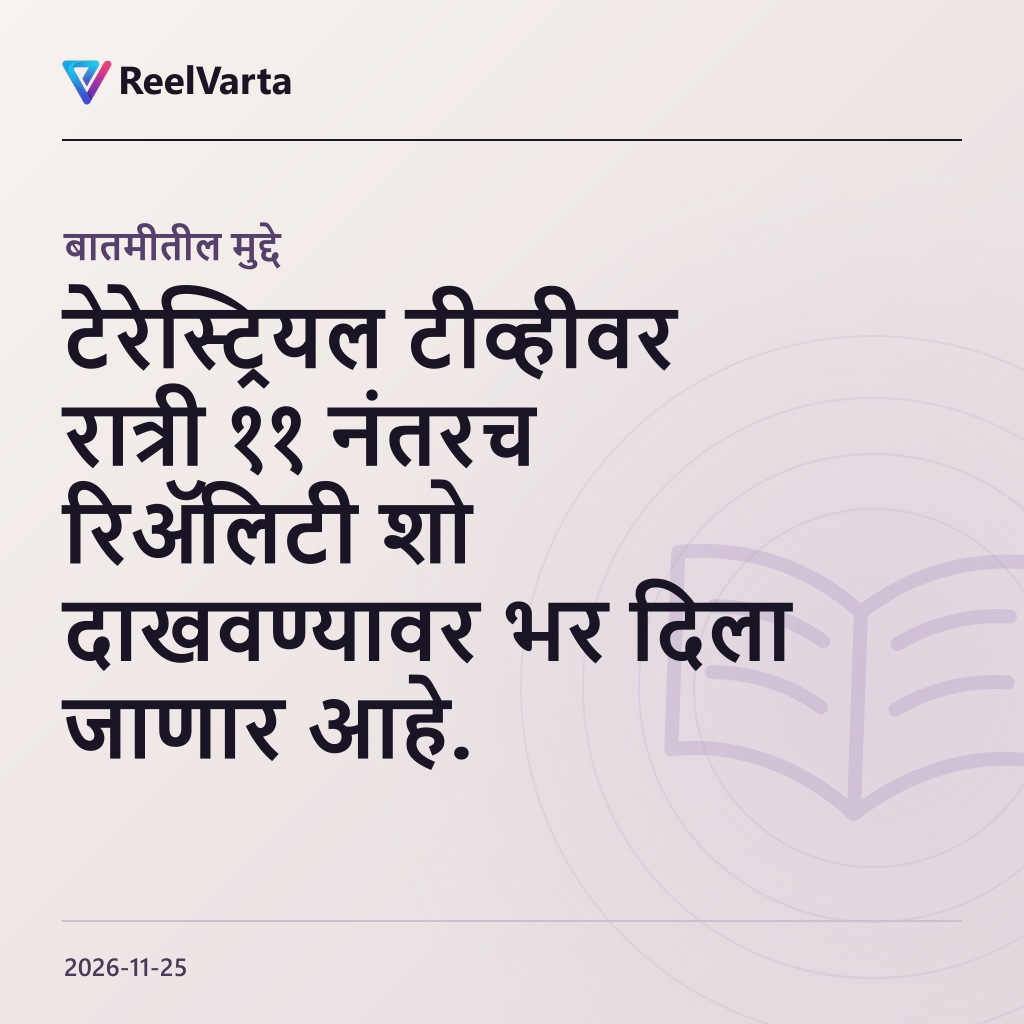 ReelVarta
बातमीतील मुद्दे
टेरेस्ट्रियल टीव्हीवर
रात्री ११ नंतरच
रिॲलिटी शो
दाखवण्यावर भर दिला
जाणार आहे.
2026-11-25